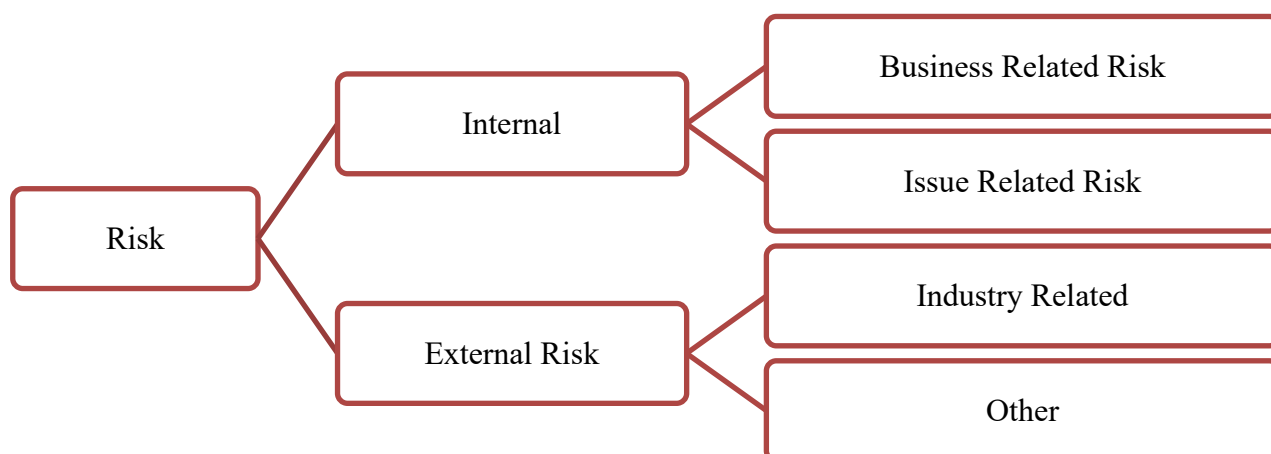 Risk
Internal
Business Related Risk
Issue Related Risk
External Risk
Industry Related
Other